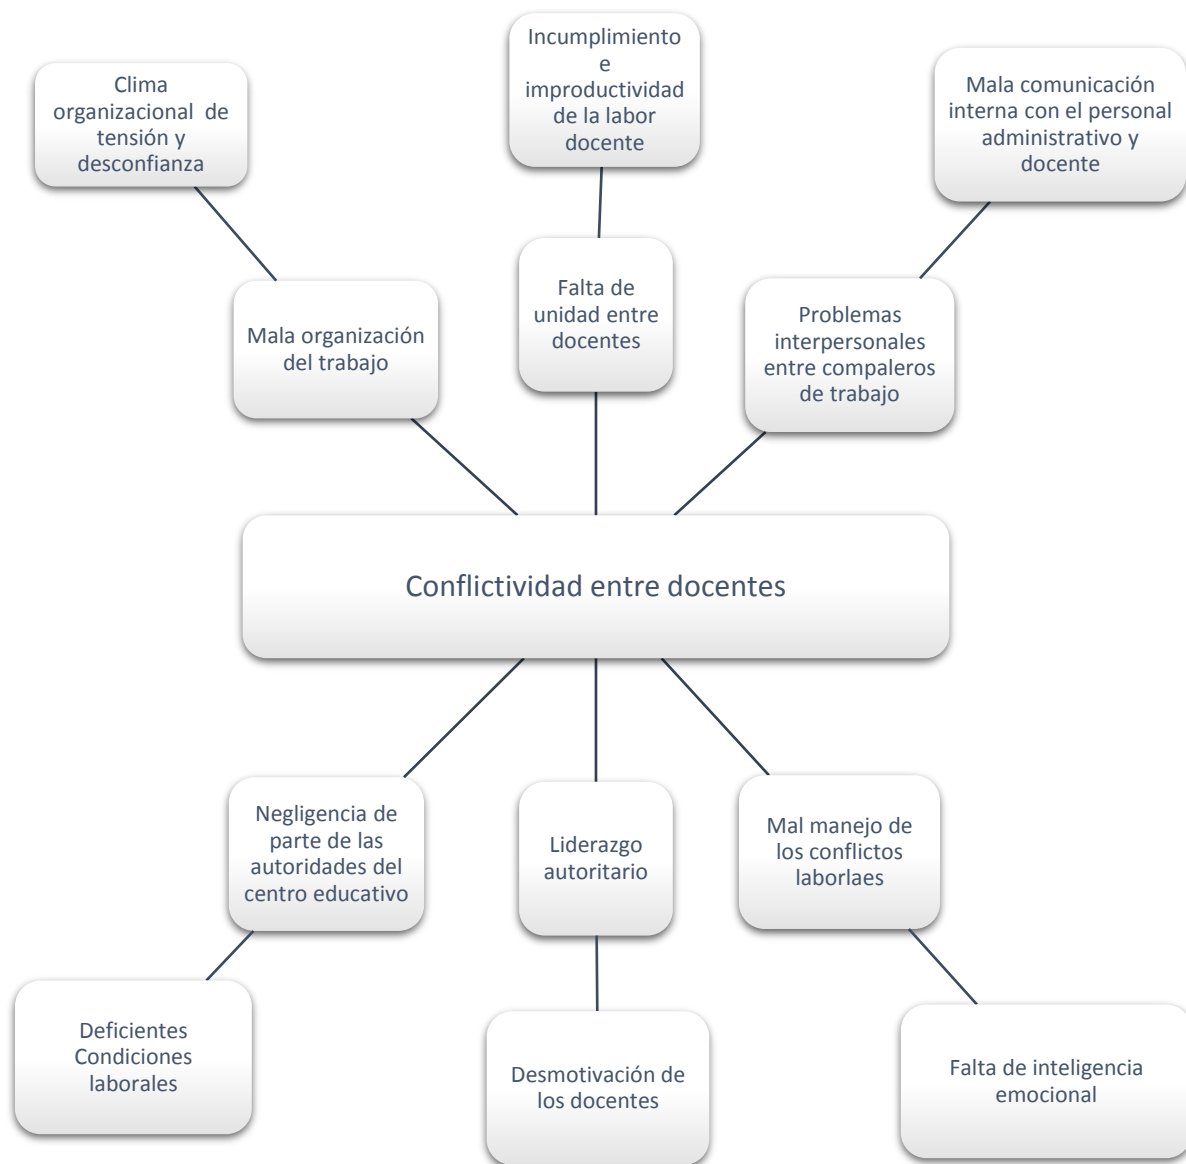 Incumplimiento
e
improductividad
de la labor
docente
Clima
organizacional de
tensión y
desconfianza
Mala comunicación
interna con el personal
administrativo y
docente
Falta de
unidad entre
docentes
Mala organización
del trabajo
Problemas
interpersonales
entre compaleros
de trabajo
Conflictividad entre docentes
Negligencia de
parte de las
autoridades del
centro educativo
Liderazgo
autoritario
Mal manejo de
los conflictos
laborlaes
Deficientes
Condiciones
laborales
Desmotivación de
los docentes
Falta de inteligencia
emocional